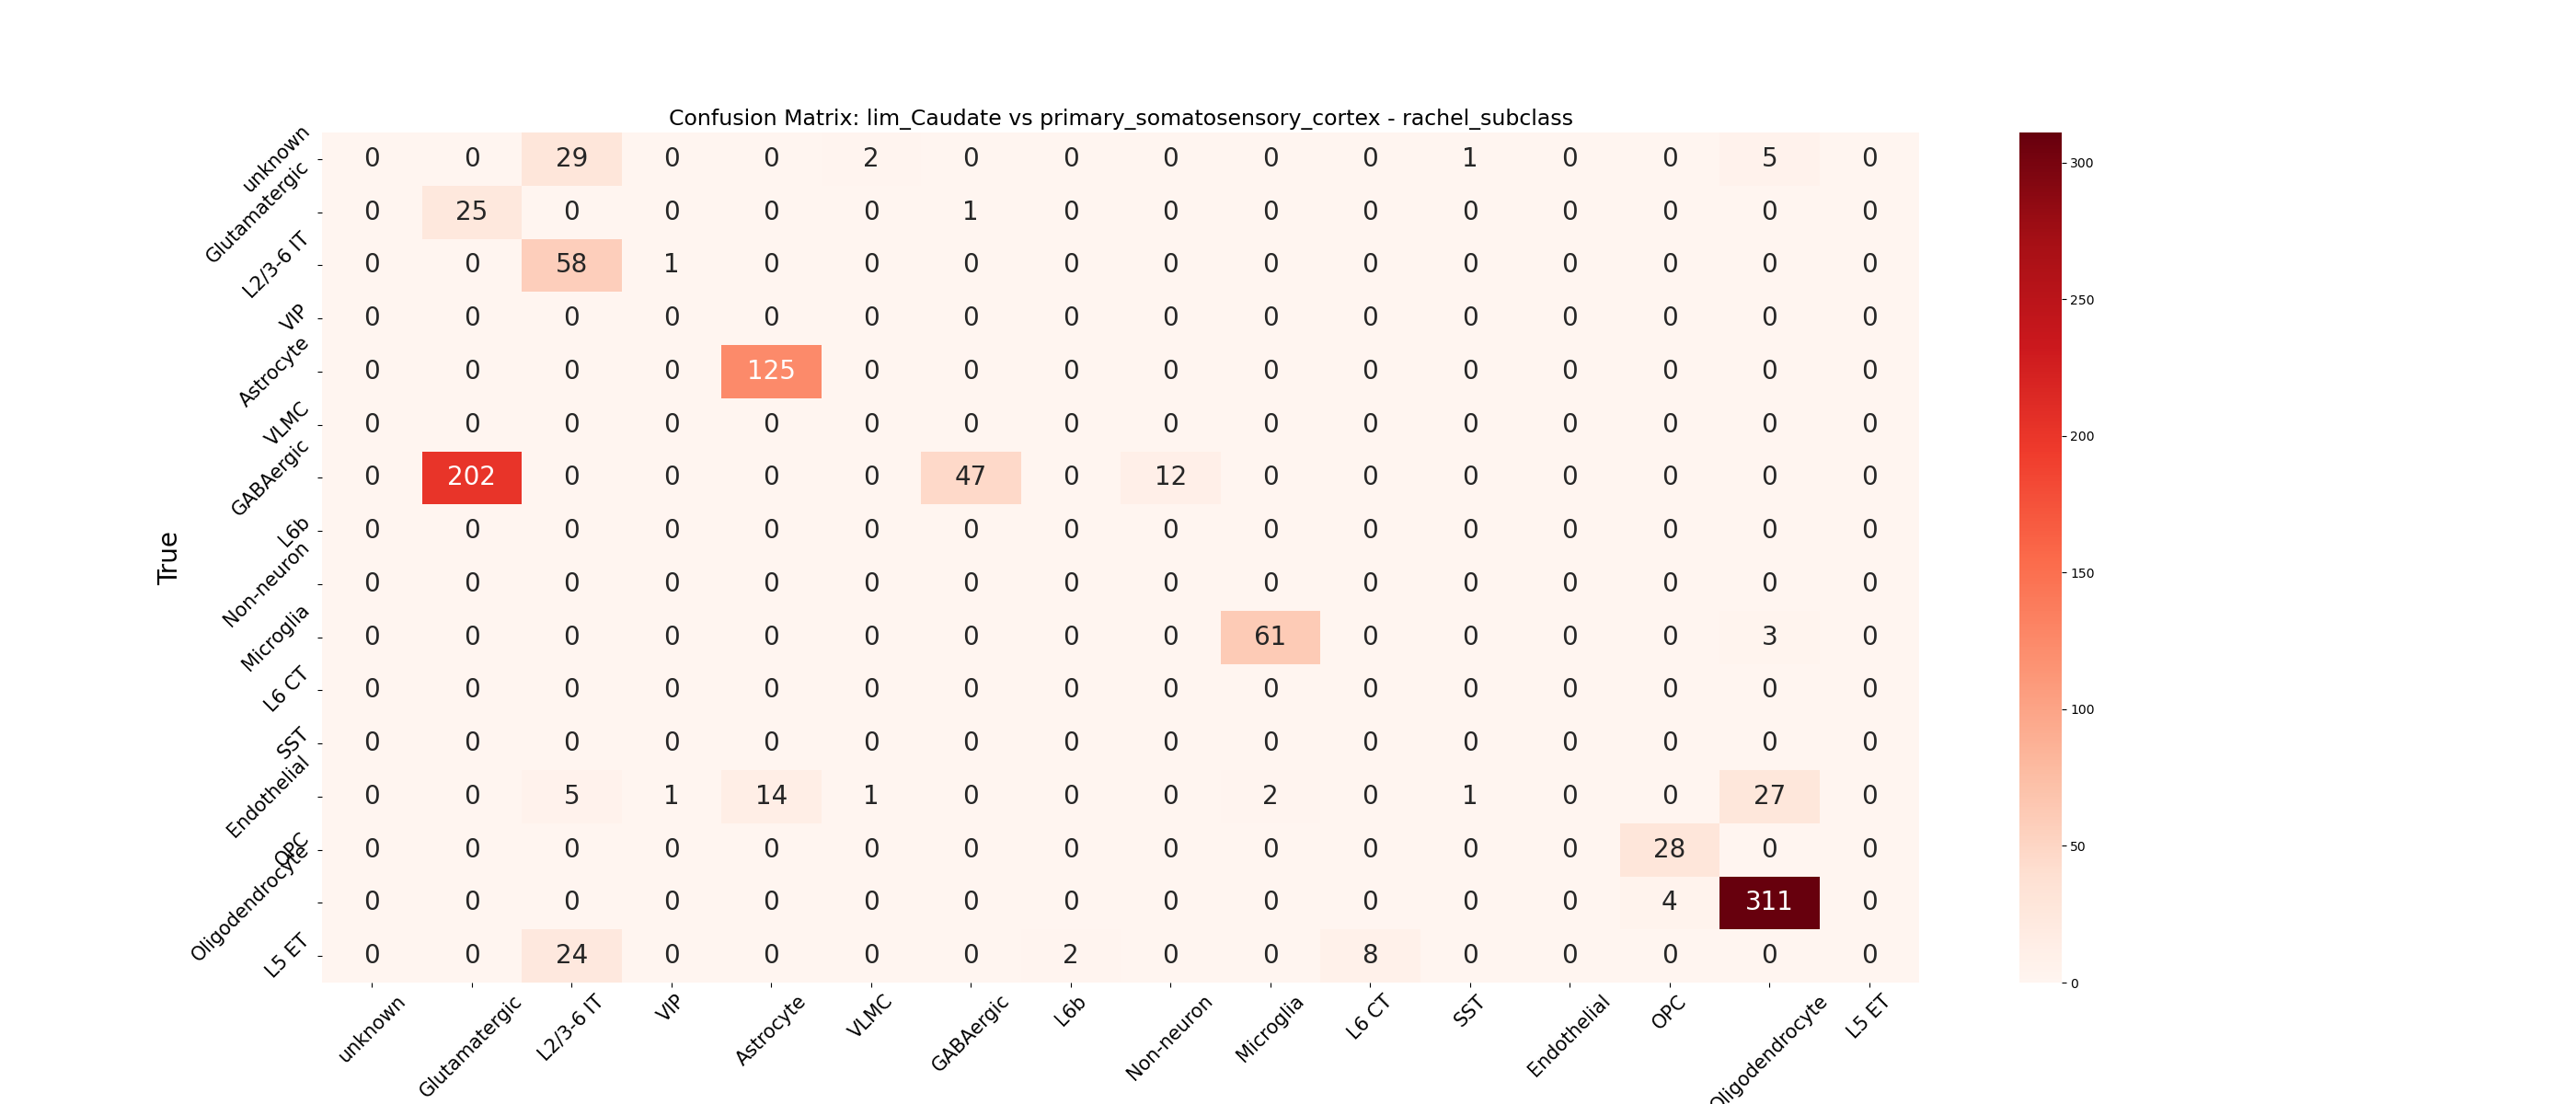 Confusion Matrix: lim_Caudate vs primary_somatosensory_cortex - rachel_subclass
True
unknown 0 0 29 0 0 2 0 0 0 0 0 1 0 0 5 0
Glutamatergic 0 25 0 0 0 0 1 0 0 0 0 0 0 0 0 0
L2/3-6 IT 0 0 58 1 0 0 0 0 0 0 0 0 0 0 0 0
VIP 0 0 0 0 0 0 0 0 0 0 0 0 0 0 0 0
Astrocyte 0 0 0 0 125 0 0 0 0 0 0 0 0 0 0 0
VLMC 0 0 0 0 0 0 0 0 0 0 0 0 0 0 0 0
GABAergic 0 202 0 0 0 0 47 0 12 0 0 0 0 0 0 0
L6b 0 0 0 0 0 0 0 0 0 0 0 0 0 0 0 0
Non-neuron 0 0 0 0 0 0 0 0 0 0 0 0 0 0 0 0
Microglia 0 0 0 0 0 0 0 0 0 61 0 0 0 0 3 0
L6 CT 0 0 0 0 0 0 0 0 0 0 0 0 0 0 0 0
SST 0 0 0 0 0 0 0 0 0 0 0 0 0 0 0 0
Endothelial 0 0 5 1 14 1 0 0 0 2 0 1 0 0 27 0
OPC 0 0 0 0 0 0 0 0 0 0 0 0 0 28 0 0
Oligodendrocyte 0 0 0 0 0 0 0 0 0 0 0 0 0 4 311 0
L5 ET 0 0 24 0 0 0 0 2 0 0 8 0 0 0 0 0
unknown Glutamatergic L2/3-6 IT VIP Astrocyte VLMC GABAergic L6b Non-neuron Microglia L6 CT SST Endothelial OPC Oligodendrocyte L5 ET
300
250
200
150
100
50
0